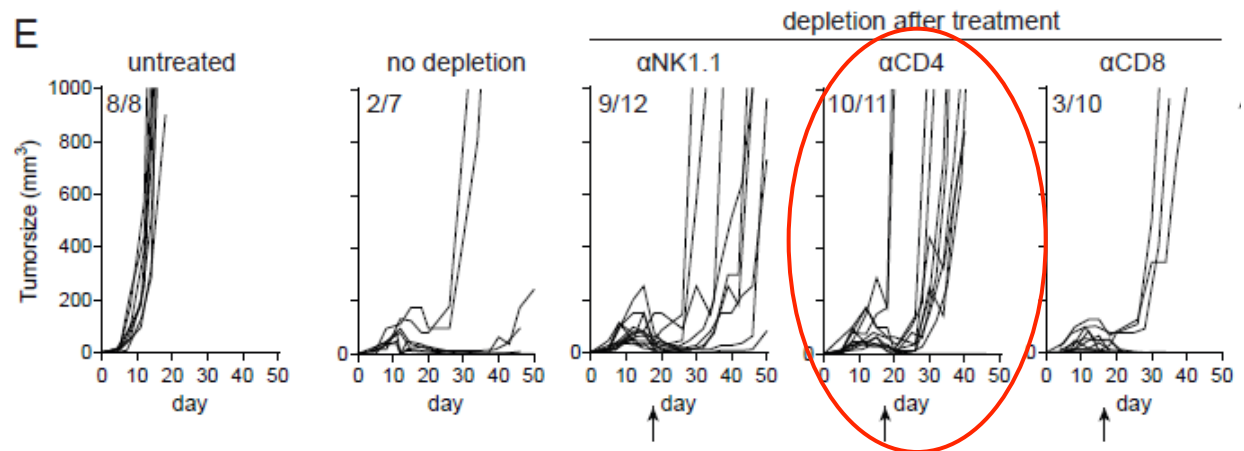 E
depletion after treatment
untreated
no depletion
αNK1.1
αCD4
αCD8
1000
800
600
400
200
0
Tumorsize (mm³)
8/8
0 10 20 30 40 50
day
2/7
0
0 10 20 30 40 50
day
9/12
0
0 10 20 30 40 50
day
10/11
0
0 10 20 30 40 50
day
3/10
0
0 10 20 30 40 50
day